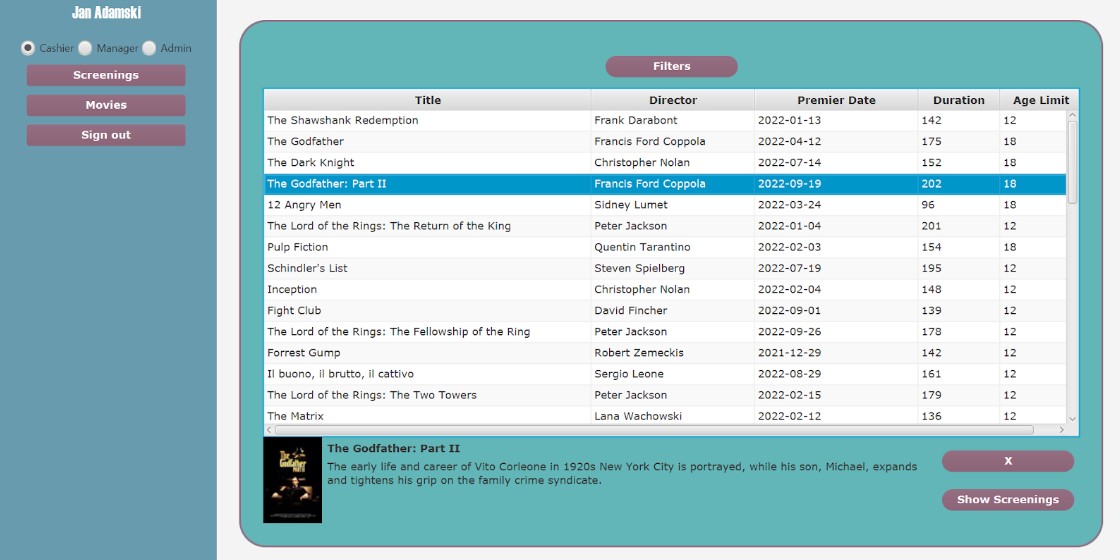 Jan Adamski
Cashier Manager Admin
Screenings
Movies
Sign out
Filters
Title Director Premier Date Duration Age Limit
The Shawshank Redemption Frank Darabont 2022-01-13 142 12
The Godfather Francis Ford Coppola 2022-04-12 175 18
The Dark Knight Christopher Nolan 2022-07-14 152 18
The Godfather: Part II Francis Ford Coppola 2022-09-19 202 18
12 Angry Men Sidney Lumet 2022-03-24 96 18
The Lord of the Rings: The Return of the King Peter Jackson 2022-01-04 201 12
Pulp Fiction Quentin Tarantino 2022-02-03 154 18
Schindler's List Steven Spielberg 2022-07-19 195 12
Inception Christopher Nolan 2022-02-04 148 12
Fight Club David Fincher 2022-09-01 139 12
The Lord of the Rings: The Fellowship of the Ring Peter Jackson 2022-09-26 178 12
Forrest Gump Robert Zemeckis 2021-12-29 142 12
Il buono, il brutto, il cattivo Sergio Leone 2022-08-29 161 12
The Lord of the Rings: The Two Towers Peter Jackson 2022-02-15 179 12
The Matrix Lana Wachowski 2022-02-12 136 12
The Godfather PART II
The Godfather: Part II
The early life and career of Vito Corleone in 1920s New York City is portrayed, while his son, Michael, expands
and tightens his grip on the family crime syndicate.
X
Show Screenings